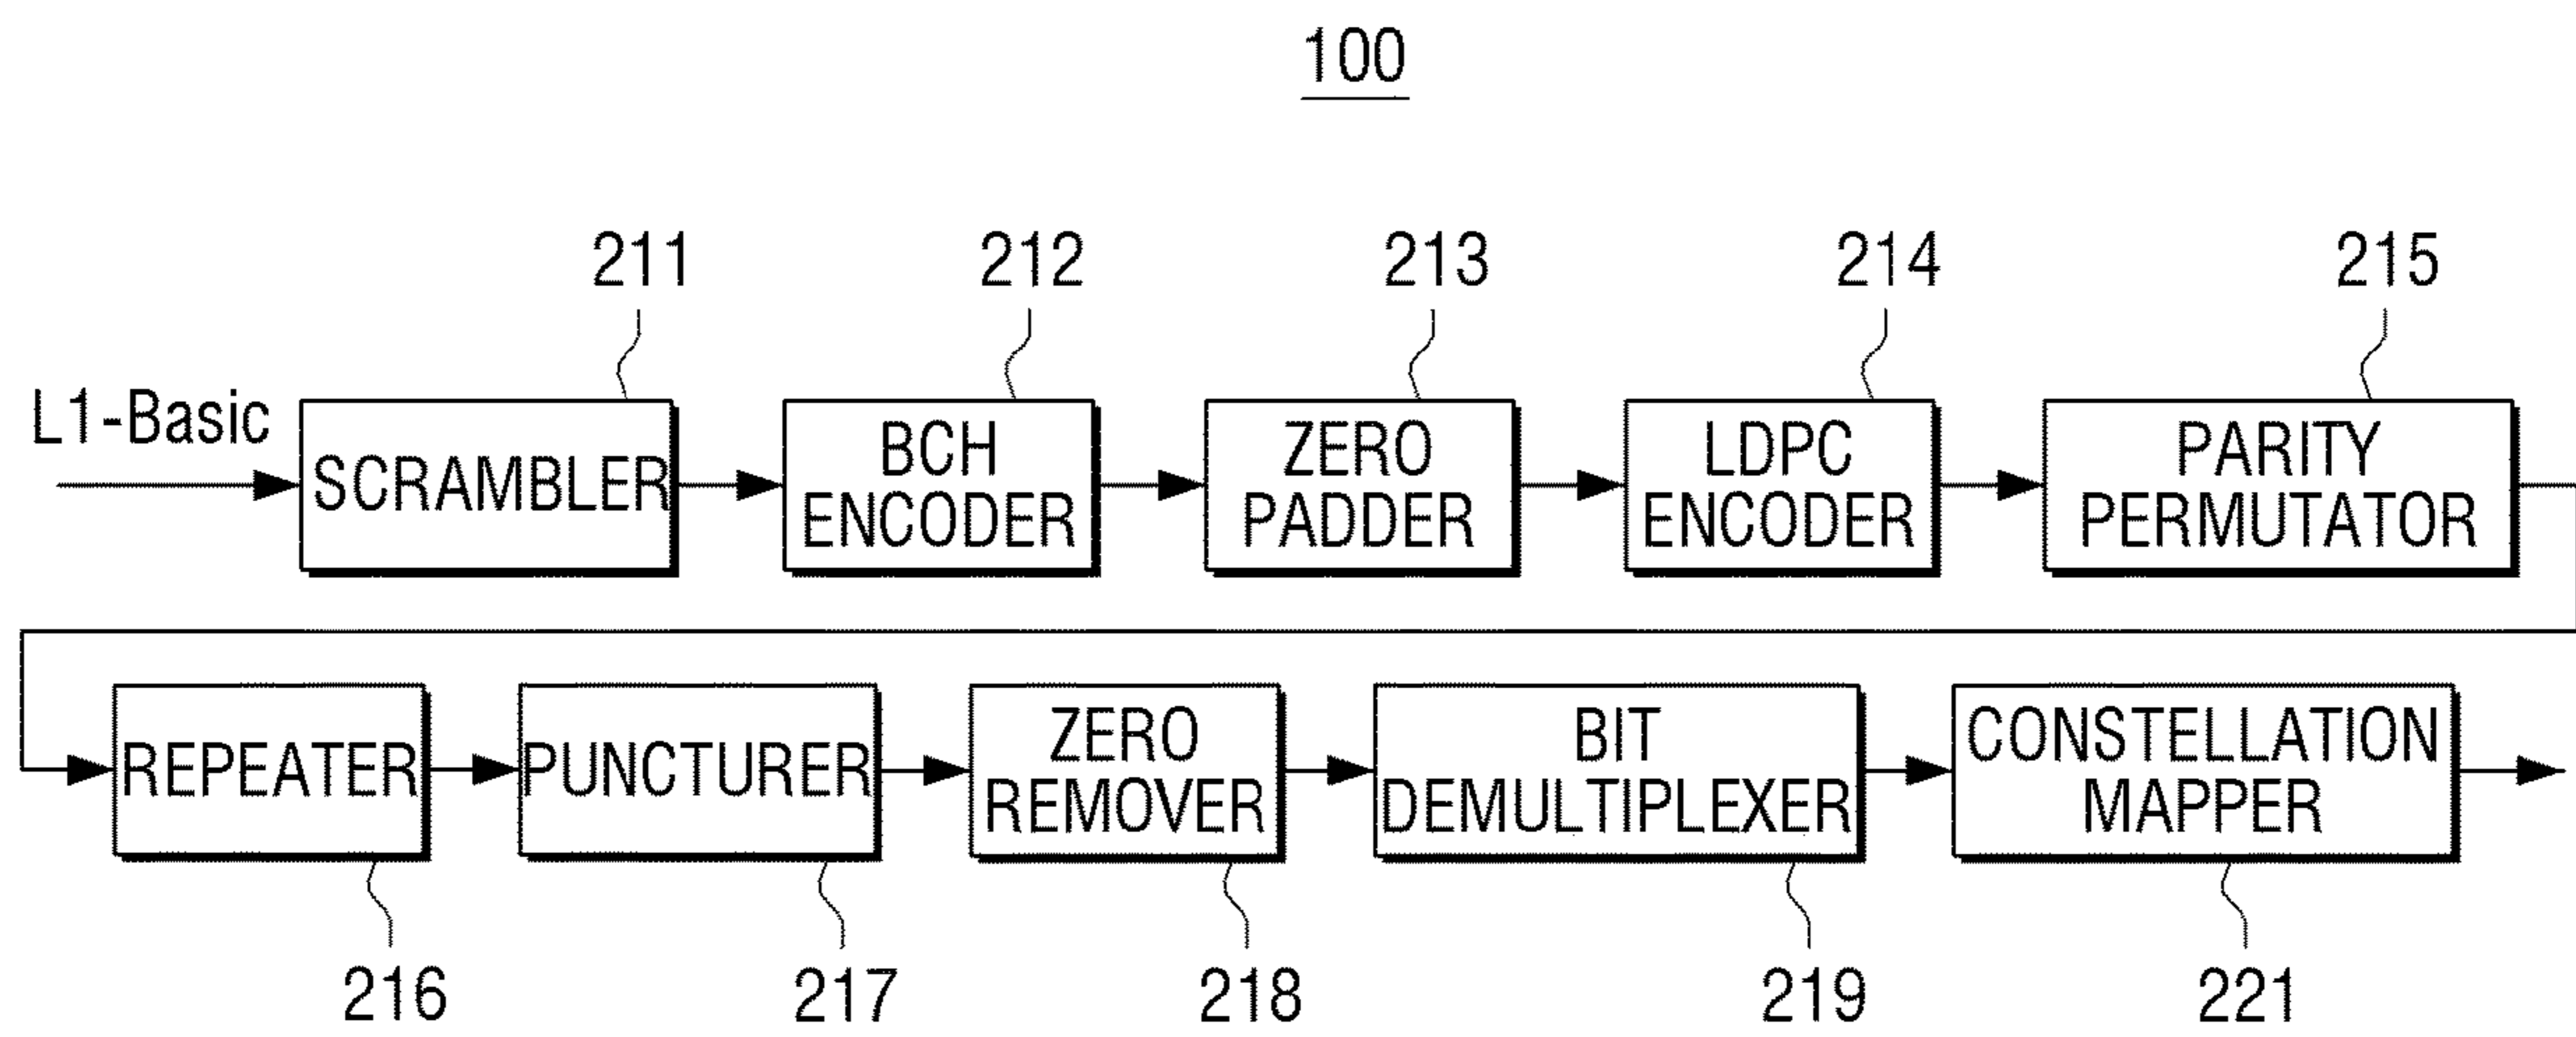 100
211
212
213
214
215
L1-Basic
SCRAMBLER
BCH
ENCODER
ZERO
PADDER
LDPC
ENCODER
PARITY
PERMUTATOR
REPEATER
PUNCTURER
ZERO
REMOVER
BIT
DEMULTIPLEXER
CONSTELLATION
MAPPER
216
217
218
219
221